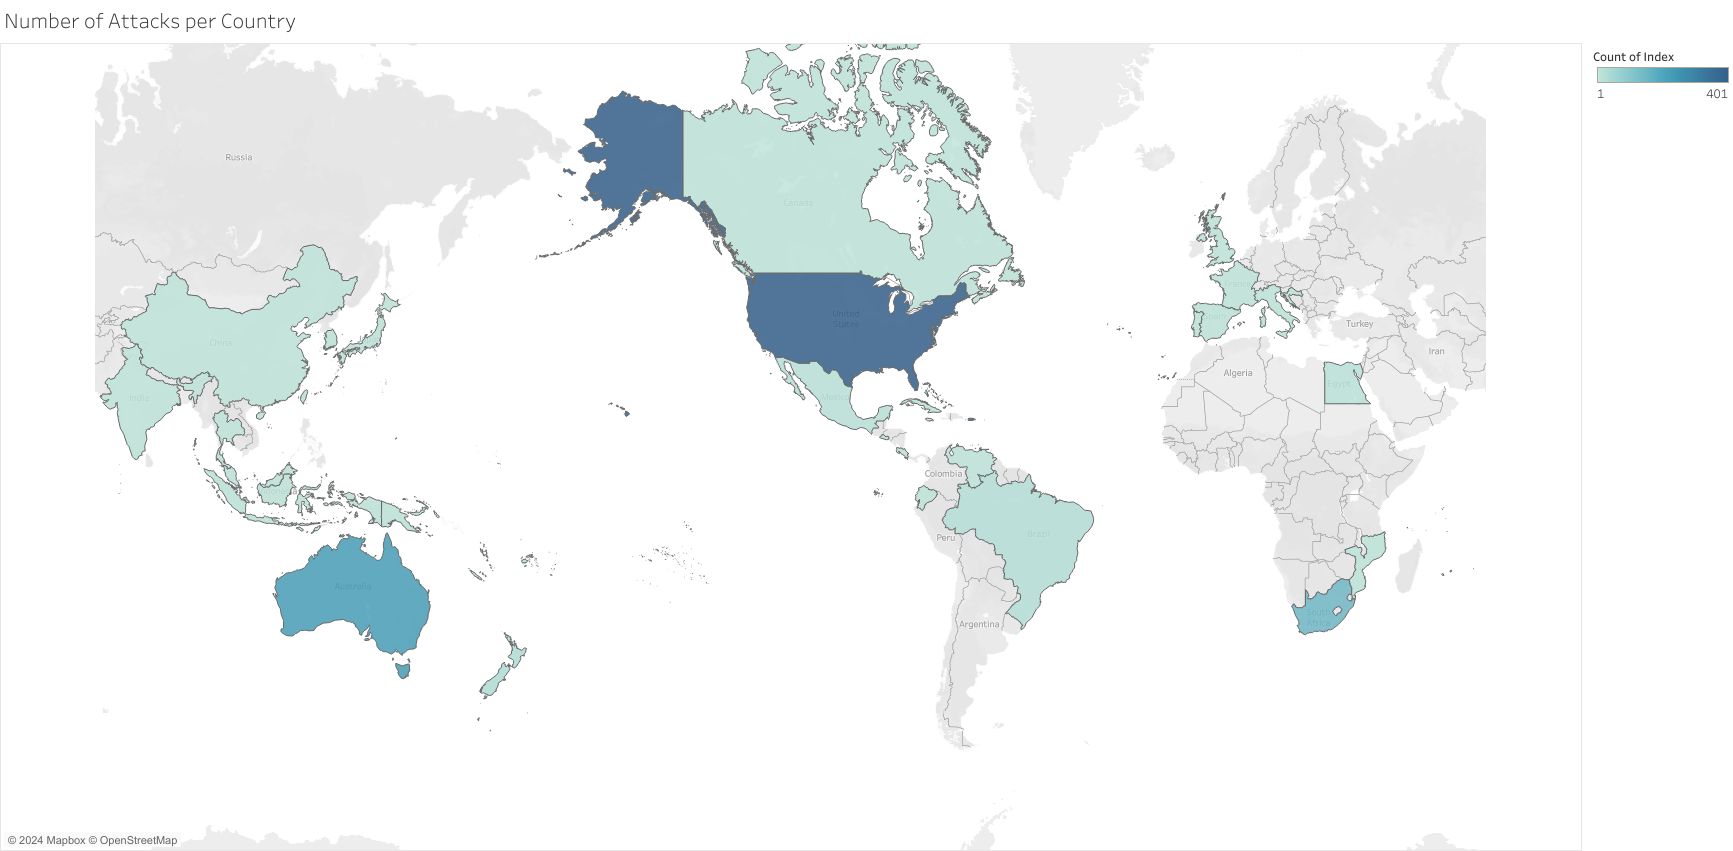 Number of Attacks per Country
Count of Index
1 401
Russia
Canada
United
States
France
Spain
Turkey
Iran
China
India
Mexico
Algeria
Egypt
Colombia
Peru
Brazil
Australia
South
Africa
Argentina
© 2024 Mapbox © OpenStreetMap